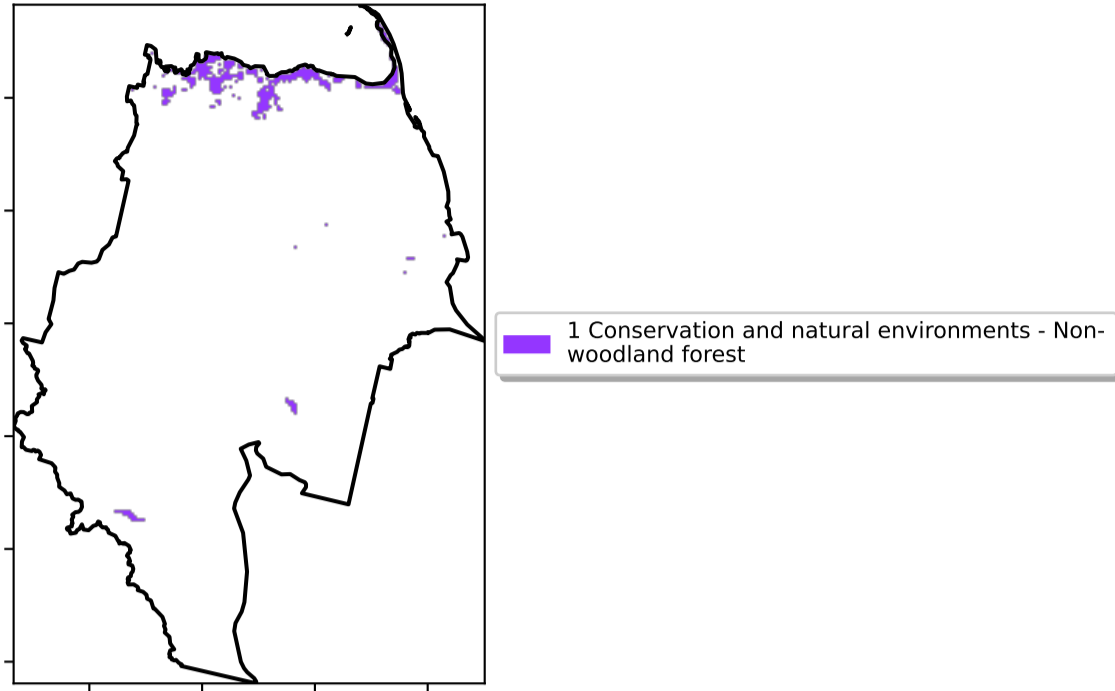 1 Conservation and natural environments - Non-
woodland forest